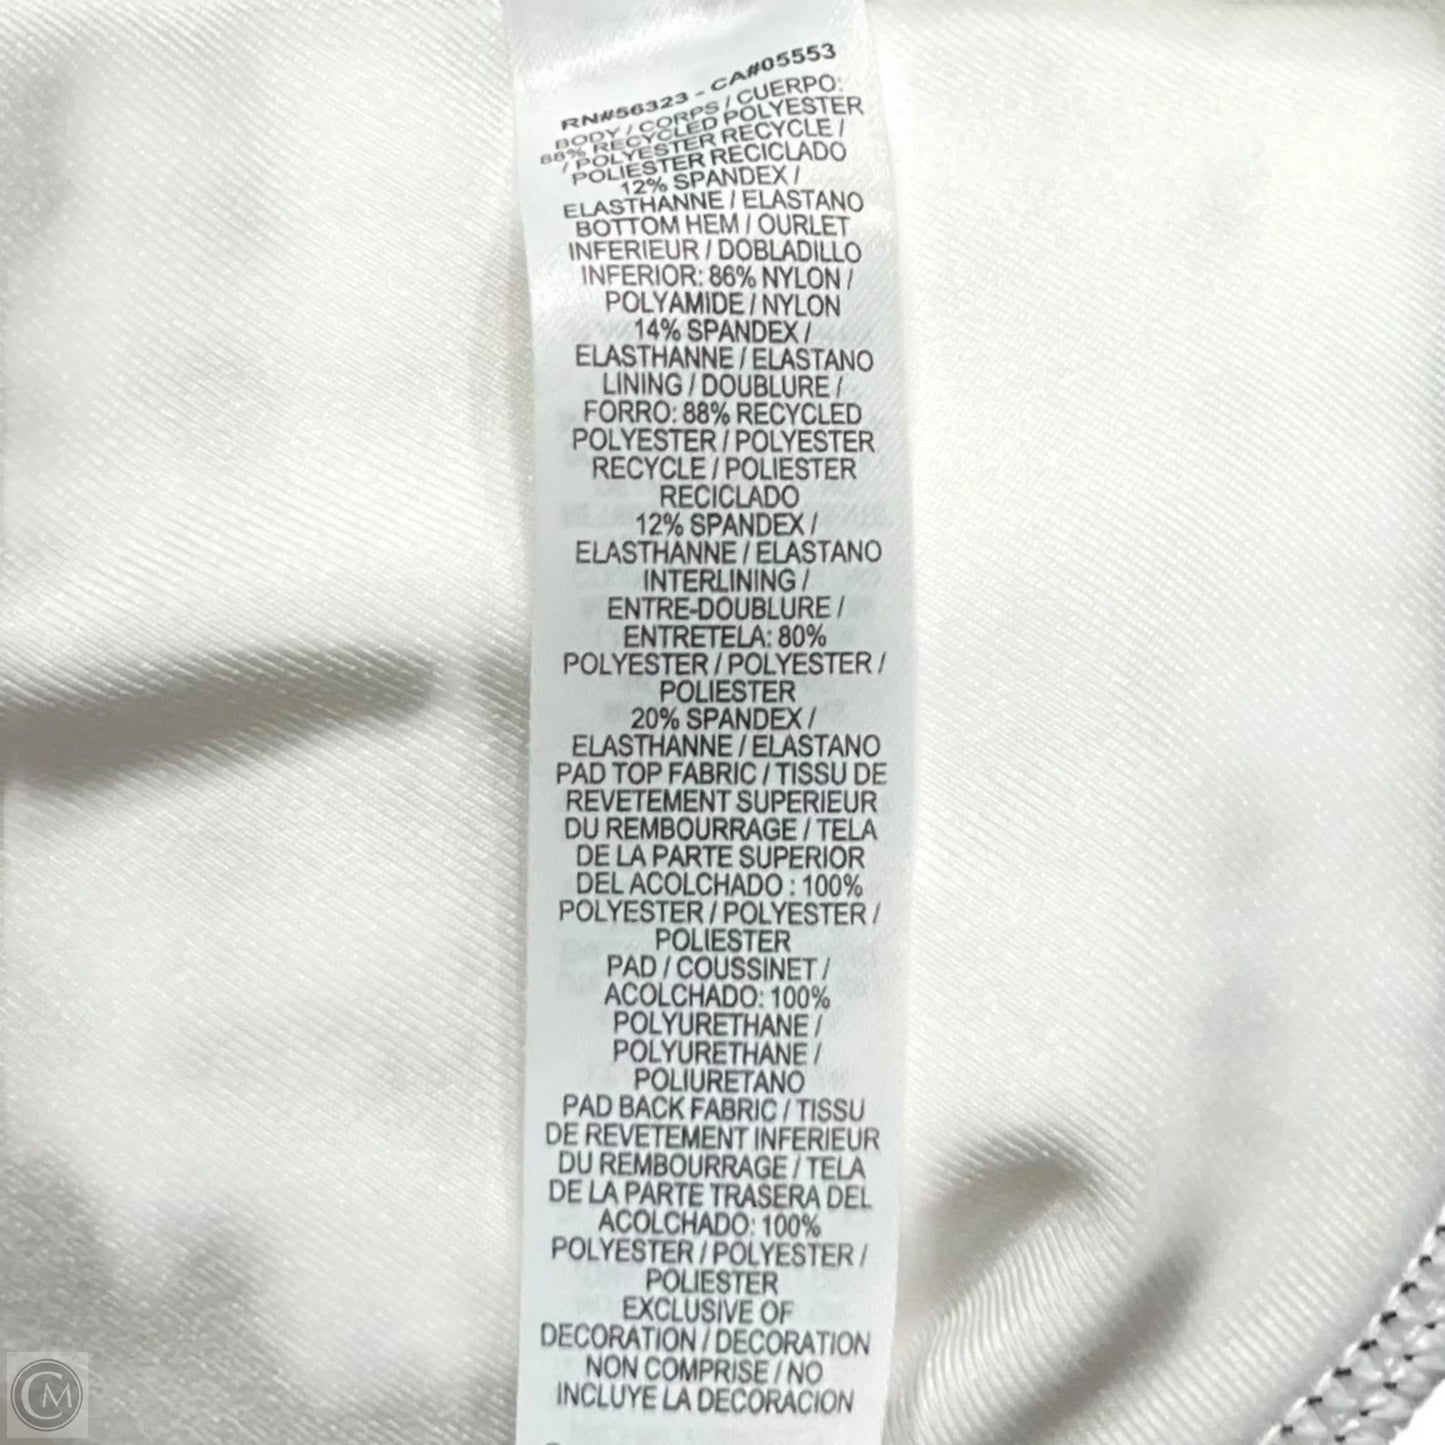 RN#56323 - CA#05553
BODY / CORPS / CUERPO:
88% RECYCLED POLYESTER
/ POLYESTER RECYCLE /
POLIESTER RECICLADO
12% SPANDEX /
ELASTHANNE / ELASTANO
BOTTOM HEM / OURLET
INFERIEUR / DOBLADILLO
INFERIOR: 86% NYLON /
POLYAMIDE / NYLON
14% SPANDEX /
ELASTHANNE / ELASTANO
LINING / DOUBLURE /
FORRO: 88% RECYCLED
POLYESTER / POLYESTER
RECYCLE / POLIESTER
RECICLADO
12% SPANDEX /
ELASTHANNE / ELASTANO
INTERLINING /
ENTRE-DOUBLURE /
ENTRETELA: 80%
POLYESTER / POLYESTER /
POLIESTER
20% SPANDEX /
ELASTHANNE / ELASTANO
PAD TOP FABRIC / TISSU DE
REVETEMENT SUPERIEUR
DU REMBOURRAGE / TELA
DE LA PARTE SUPERIOR
DEL ACOLCHADO : 100%
POLYESTER / POLYESTER /
POLIESTER
PAD / COUSSINET /
ACOLCHADO: 100%
POLYURETHANE /
POLYURETHANE /
POLIURETANO
PAD BACK FABRIC / TISSU
DE REVETEMENT INFERIEUR
DU REMBOURRAGE / TELA
DE LA PARTE TRASERA DEL
ACOLCHADO: 100%
POLYESTER / POLYESTER /
POLIESTER
EXCLUSIVE OF
DECORATION / DECORATION
NON COMPRISE / NO
INCLUYE LA DECORACION
CM